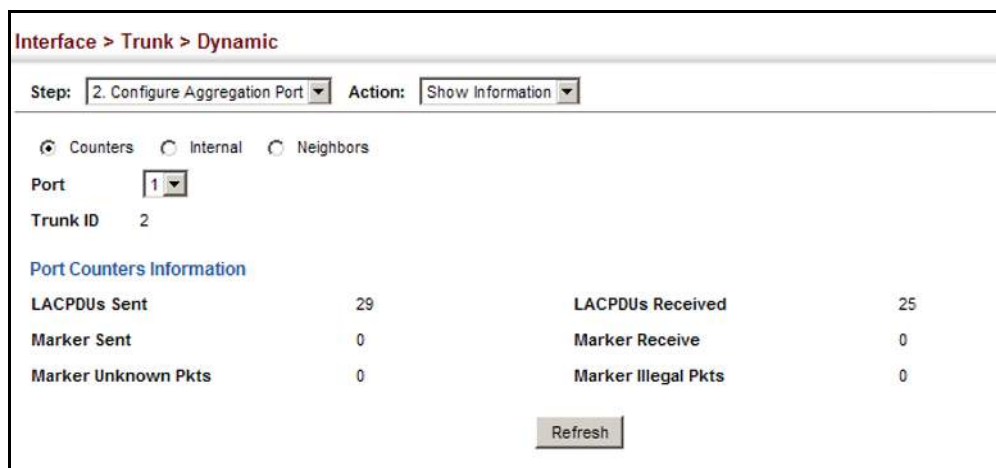 Interface > Trunk > Dynamic
Step: 2. Configure Aggregation Port Action: Show Information
Counters Internal Neighbors
Port 1
Trunk ID 2
Port Counters Information
LACPDUs Sent 29 LACPDUs Received 25
Marker Sent 0 Marker Receive 0
Marker Unknown Pkts 0 Marker Illegal Pkts 0
Refresh